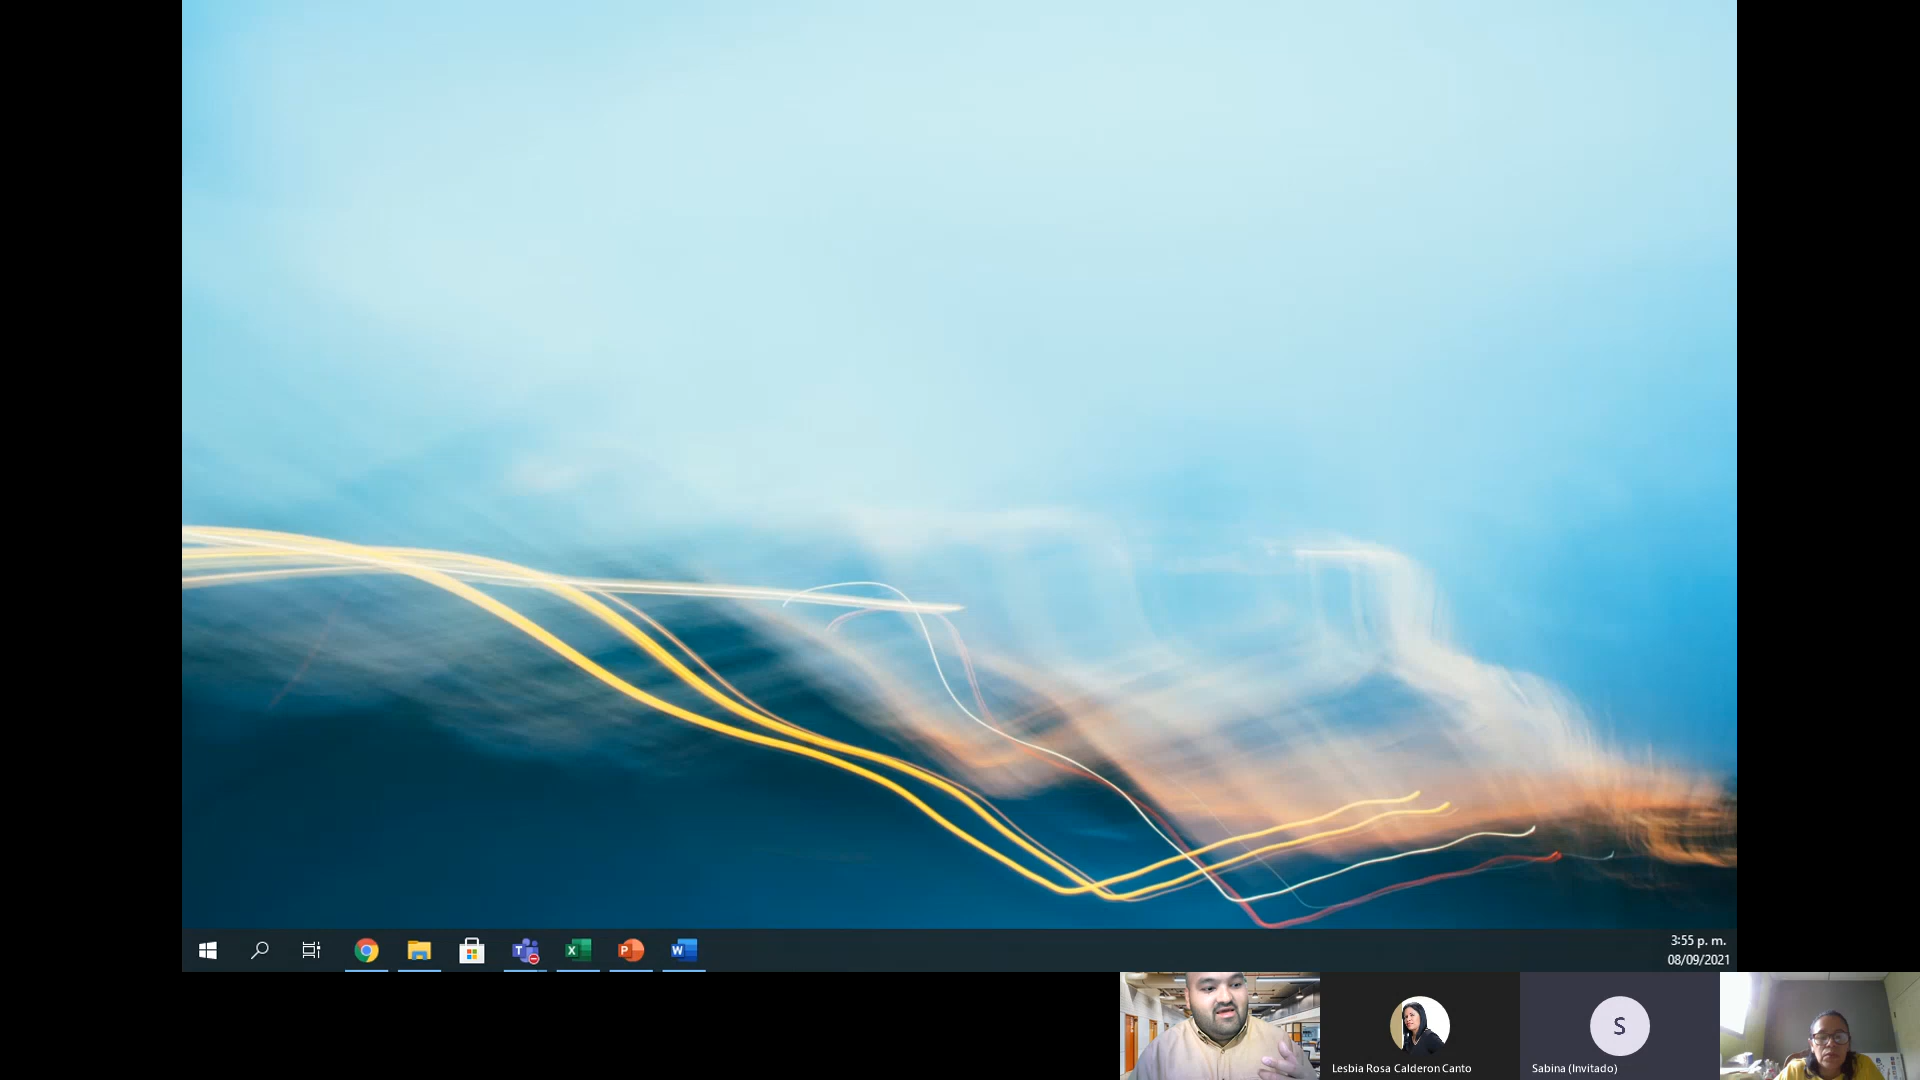 3:55 p. m.
08/09/2021
Lesbia Rosa Calderon Canto
S
Sabina (Invitado)